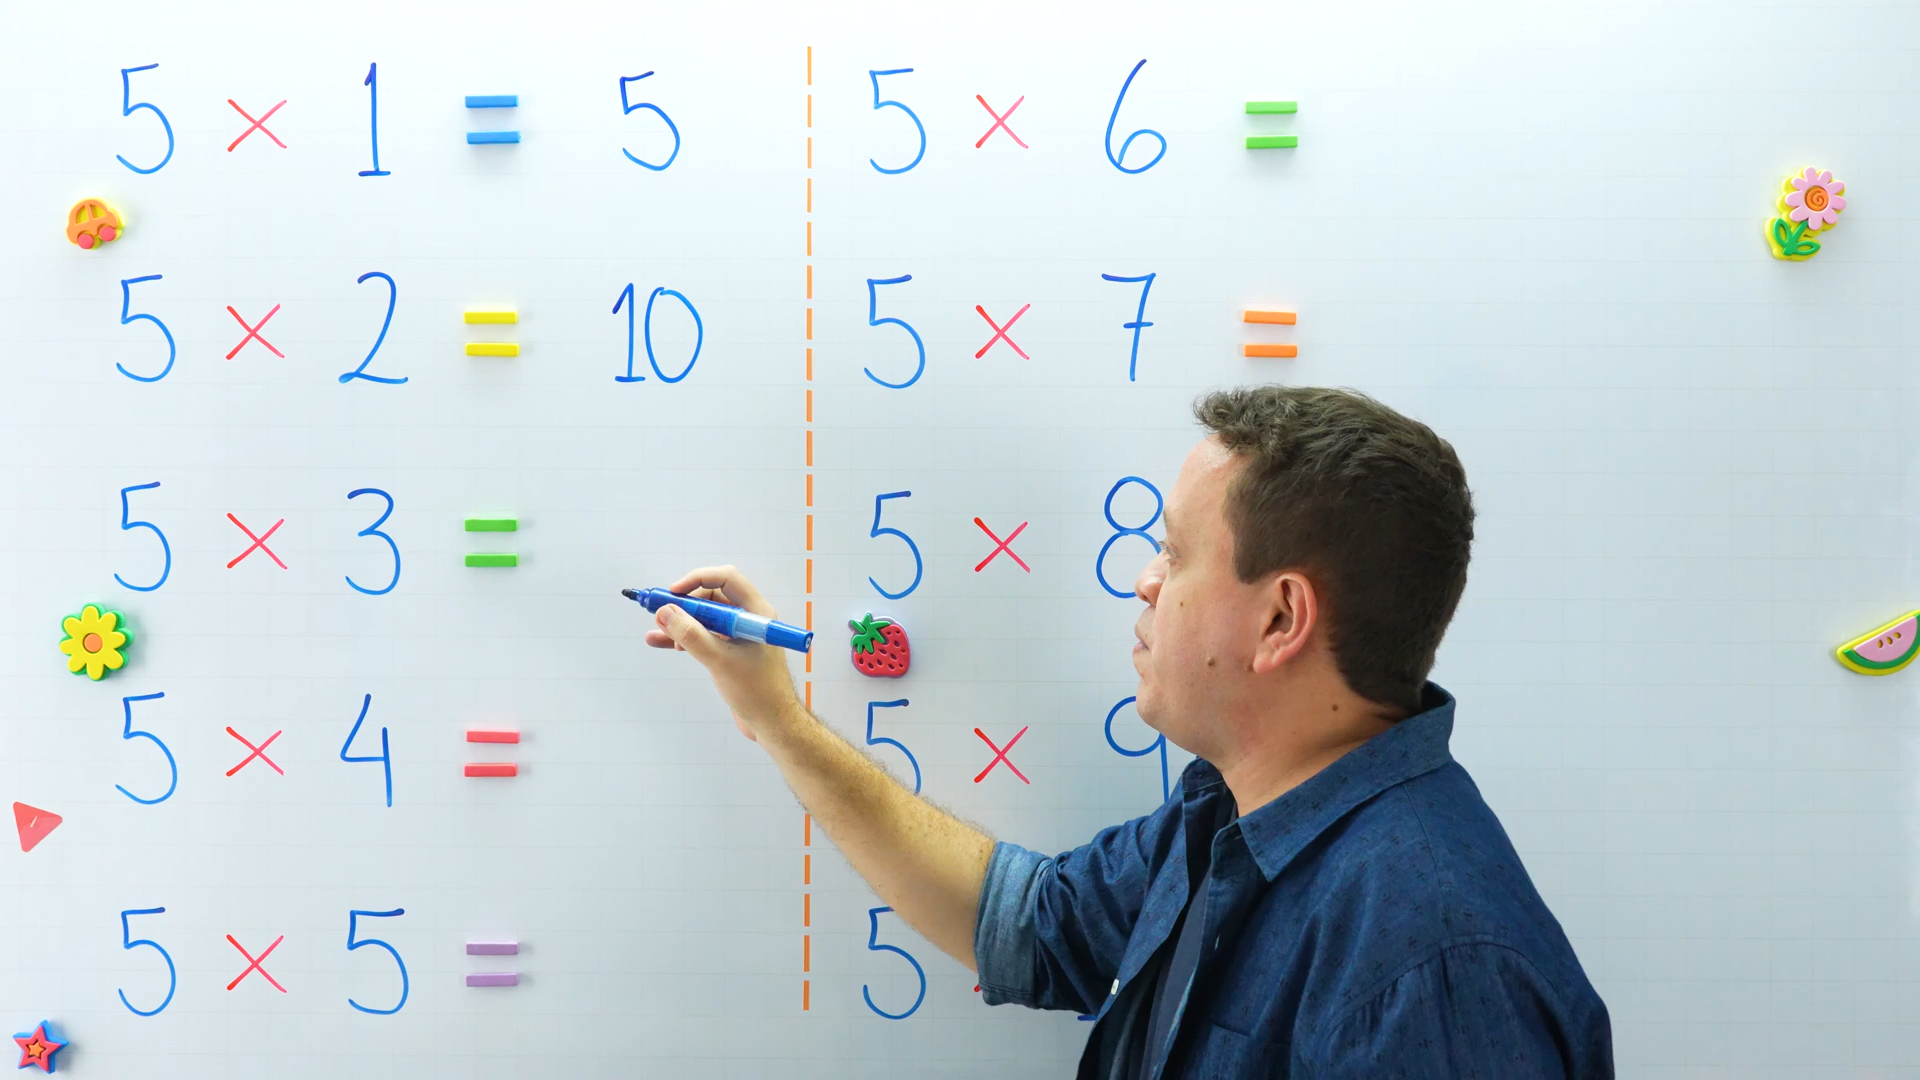 5 × 1 = 5
5 × 2 = 10
5 × 3 =
5 × 4 =
5 × 5 =
5 × 6 =
5 × 7 =
5 × 8
5 × 9
5